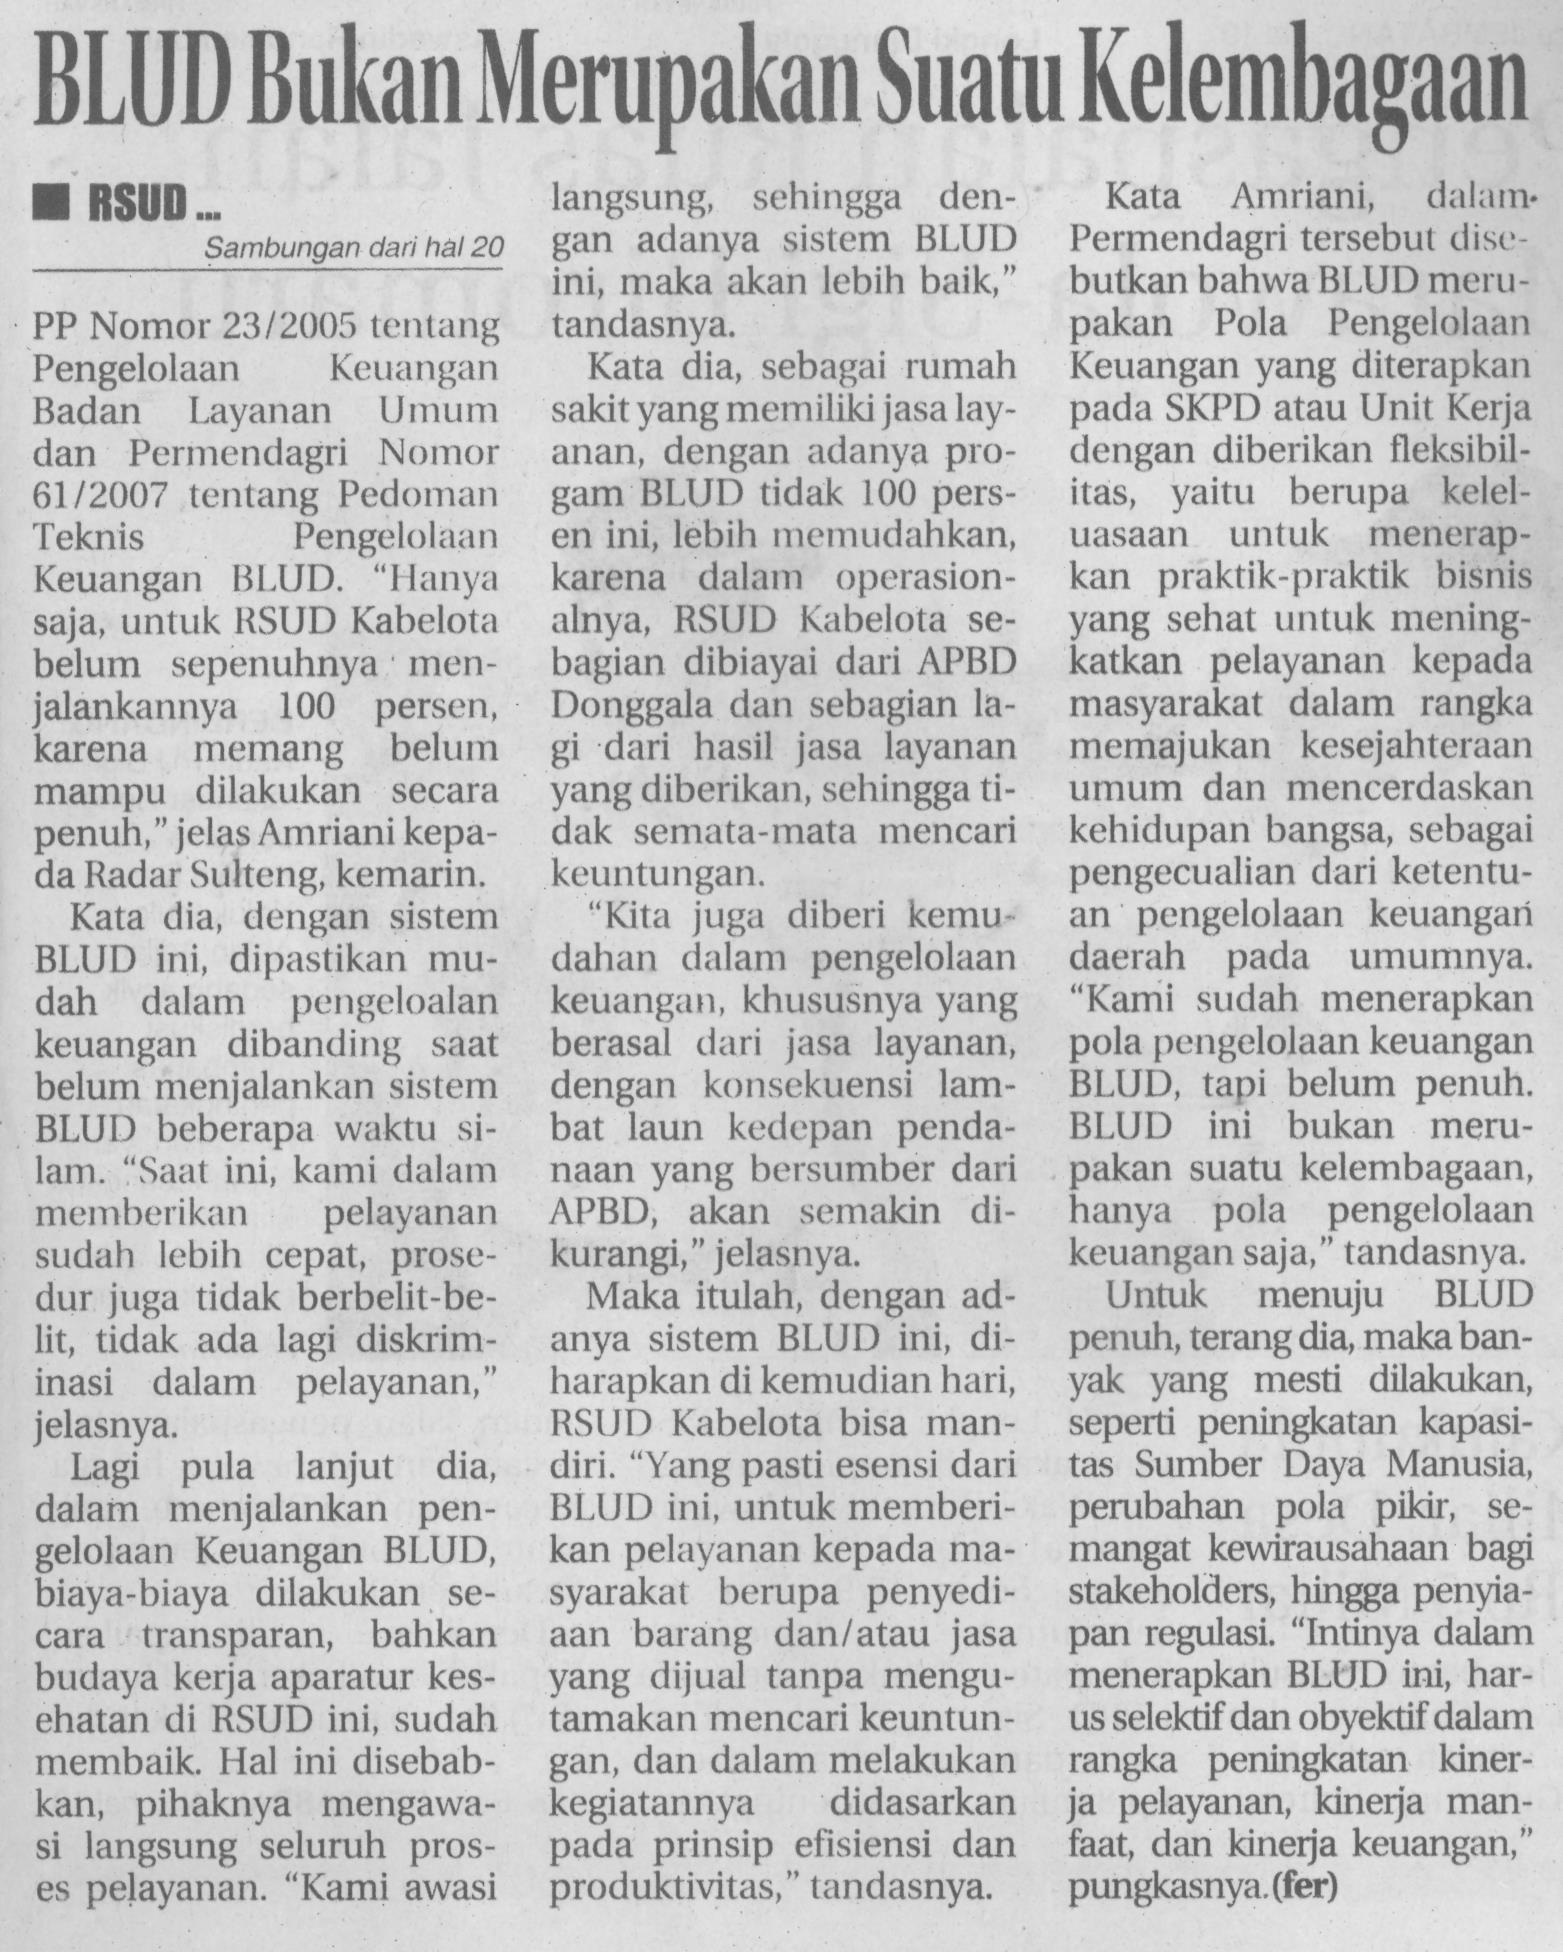 BLUD Bukan Merupakan Suatu Kelembagaan
■ RSUD ...
Sambungan dari hal 20
PP Nomor 23/2005 tentang
Pengelolaan Keuangan
Badan Layanan Umum
dan Permendagri Nomor
61/2007 tentang Pedoman
Teknis Pengelolaan
Keuangan BLUD. “Hanya
saja, untuk RSUD Kabelota
belum sepenuhnya men-
jalankannya 100 persen,
karena memang belum
mampu dilakukan secara
penuh,” jelas Amriani kepa-
da Radar Sulteng, kemarin.
Kata dia, dengan sistem
BLUD ini, dipastikan mu-
dah dalam pengeloalan
keuangan dibanding saat
belum menjalankan sistem
BLUD beberapa waktu si-
lam. “Saat ini, kami dalam
memberikan pelayanan
sudah lebih cepat, prose-
dur juga tidak berbelit-be-
lit, tidak ada lagi diskrim-
inasi dalam pelayanan,”
jelasnya.
Lagi pula lanjut dia,
dalam menjalankan pen-
gelolaan Keuangan BLUD,
biaya-biaya dilakukan se-
cara transparan, bahkan
budaya kerja aparatur kes-
ehatan di RSUD ini, sudah
membaik. Hal ini disebab-
kan, pihaknya mengawa-
si langsung seluruh pros-
es pelayanan. “Kami awasi
langsung, sehingga den-
gan adanya sistem BLUD
ini, maka akan lebih baik,”
tandasnya.
Kata dia, sebagai rumah
sakit yang memiliki jasa lay-
anan, dengan adanya pro-
gam BLUD tidak 100 pers-
en ini, lebih memudahkan,
karena dalam operasion-
alnya, RSUD Kabelota se-
bagian dibiayai dari APBD
Donggala dan sebagian la-
gi dari hasil jasa layanan
yang diberikan, sehingga ti-
dak semata-mata mencari
keuntungan.
“Kita juga diberi kemu-
dahan dalam pengelolaan
keuangan, khususnya yang
berasal dari jasa layanan,
dengan konsekuensi lam-
bat laun kedepan penda-
naan yang bersumber dari
APBD, akan semakin di-
kurangi,” jelasnya.
Maka itulah, dengan ad-
anya sistem BLUD ini, di-
harapkan di kemudian hari,
RSUD Kabelota bisa man-
diri. “Yang pasti esensi dari
BLUD ini, untuk memberi-
kan pelayanan kepada ma-
syarakat berupa penyedi-
aan barang dan/atau jasa
yang dijual tanpa mengu-
tamakan mencari keuntun-
gan, dan dalam melakukan
kegiatannya didasarkan
pada prinsip efisiensi dan
produktivitas,” tandasnya.
Kata Amriani, dalam
Permendagri tersebut dise-
butkan bahwa BLUD meru-
pakan Pola Pengelolaan
Keuangan yang diterapkan
pada SKPD atau Unit Kerja
dengan diberikan fleksibil-
itas, yaitu berupa kelel-
uasaan untuk menerap-
kan praktik-praktik bisnis
yang sehat untuk mening-
katkan pelayanan kepada
masyarakat dalam rangka
memajukan kesejahteraan
umum dan mencerdaskan
kehidupan bangsa, sebagai
pengecualian dari ketentu-
an pengelolaan keuangan
daerah pada umumnya.
“Kami sudah menerapkan
pola pengelolaan keuangan
BLUD, tapi belum penuh.
BLUD ini bukan meru-
pakan suatu kelembagaan,
hanya pola pengelolaan
keuangan saja,” tandasnya.
Untuk menuju BLUD
penuh, terang dia, maka ban-
yak yang mesti dilakukan,
seperti peningkatan kapasi-
tas Sumber Daya Manusia,
perubahan pola pikir, se-
mangat kewirausahaan bagi
stakeholders, hingga penyia-
pan regulasi. “Intinya dalam
menerapkan BLUD ini, har-
us selektif dan obyektif dalam
rangka peningkatan kiner-
ja pelayanan, kinerja man-
faat, dan kinerja keuangan,”
pungkasnya.(fer)